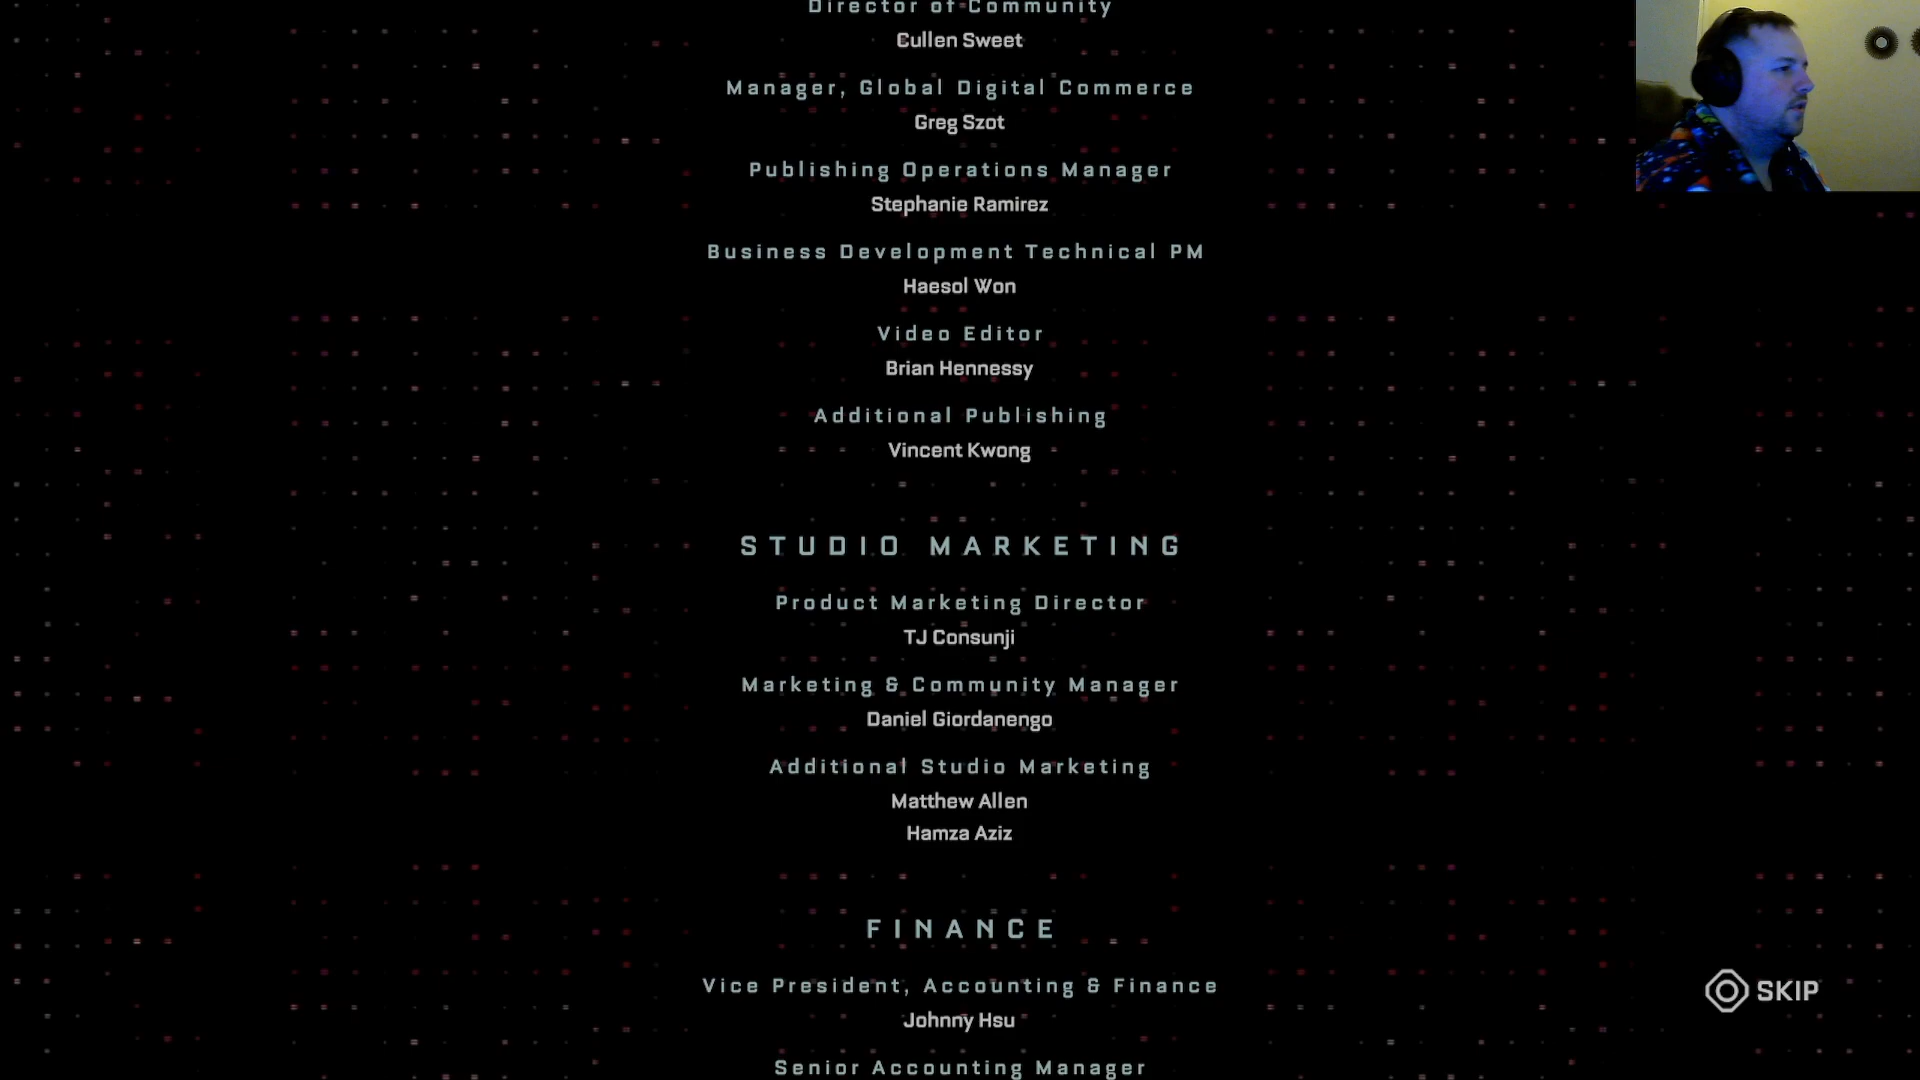 Director of Community
Cullen Sweet
Manager, Global Digital Commerce
Greg Szot
Publishing Operations Manager
Stephanie Ramirez
Business Development Technical PM
Haesol Won
Video Editor
Brian Hennessy
Additional Publishing
Vincent Kwong
STUDIO MARKETING
Product Marketing Director
TJ Consunji
Marketing & Community Manager
Daniel Giordanengo
Additional Studio Marketing
Matthew Allen
Hamza Aziz
FINANCE
Vice President, Accounting & Finance
Johnny Hsu
SKIP
Senior Accounting Manager